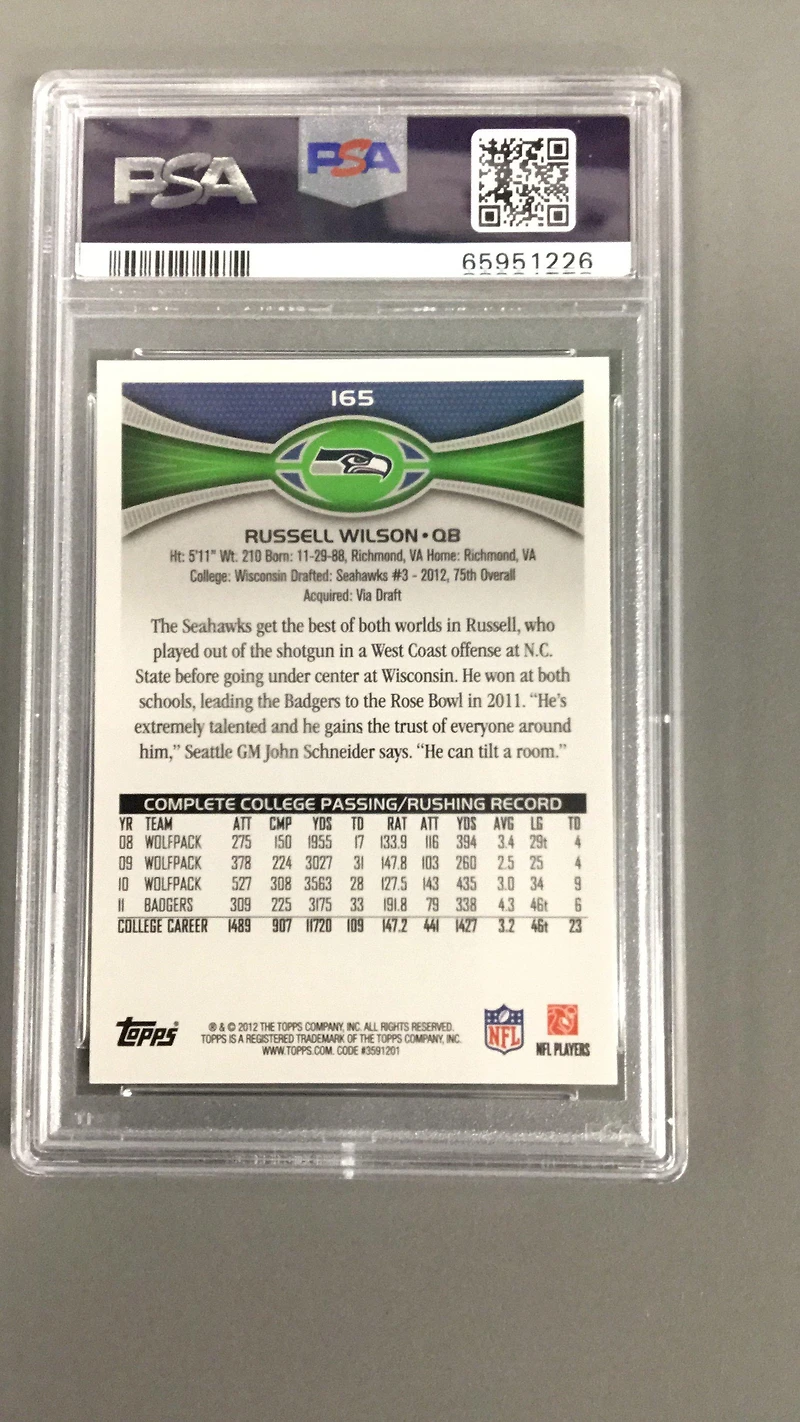 PSA PSA
65951226
165
RUSSELL WILSON • QB
Ht: 5'11" Wt. 210 Born: 11-29-88, Richmond, VA Home: Richmond, VA
College: Wisconsin Drafted: Seahawks #3 - 2012, 75th Overall
Acquired: Via Draft
The Seahawks get the best of both worlds in Russell, who
played out of the shotgun in a West Coast offense at N.C.
State before going under center at Wisconsin. He won at both
schools, leading the Badgers to the Rose Bowl in 2011. “He’s
extremely talented and he gains the trust of everyone around
him,” Seattle GM John Schneider says. “He can tilt a room.”
COMPLETE COLLEGE PASSING/RUSHING RECORD
YR TEAM ATT CMP YDS TD RAT ATT YDS AVG LG TD
08 WOLFPACK 275 150 1955 17 133.9 116 394 3.4 29t 4
09 WOLFPACK 378 224 3027 31 147.8 103 260 2.5 25 4
10 WOLFPACK 527 308 3563 28 127.5 143 435 3.0 34 9
11 BADGERS 309 225 3175 33 191.8 79 338 4.3 46t 6
COLLEGE CAREER 1489 907 11720 109 147.2 441 1427 3.2 46t 23
Topps®
® & © 2012 THE TOPPS COMPANY, INC. ALL RIGHTS RESERVED.
TOPPS IS A REGISTERED TRADEMARK OF THE TOPPS COMPANY, INC.
WWW.TOPPS.COM. CODE #3591201
NFL
NFL PLAYERS